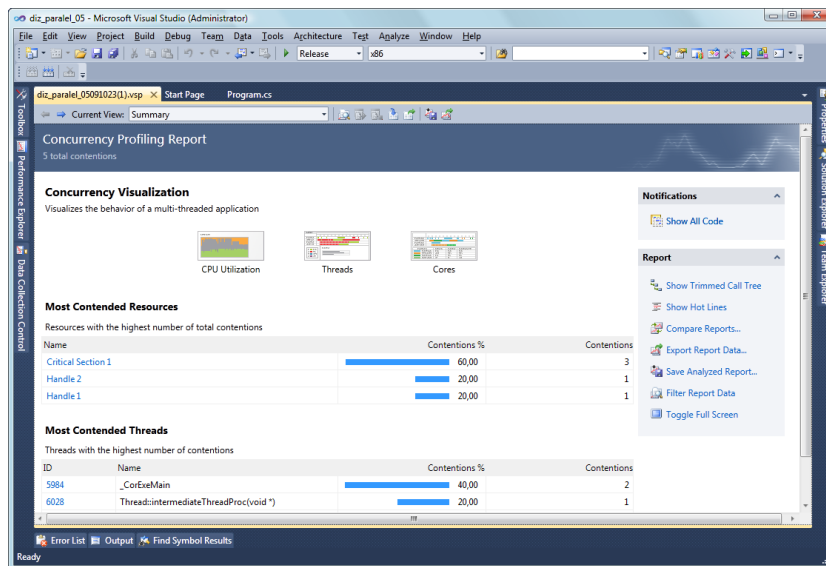 diz_paralel_05 - Microsoft Visual Studio (Administrator)
File Edit View Project Build Debug Team Data Tools Architecture Test Analyze Window Help
Release x86
diz_paralel_05091023(1).vsp Start Page Program.cs
Current View: Summary
Concurrency Profiling Report
5 total contentions
Concurrency Visualization
Visualizes the behavior of a multi-threaded application
CPU Utilization Threads Cores
Most Contended Resources
Resources with the highest number of total contentions
Name Contentions % Contentions
Critical Section 1 60,00 3
Handle 2 20,00 1
Handle 1 20,00 1
Most Contended Threads
Threads with the highest number of contentions
ID Name Contentions % Contentions
5984 _CorExeMain 40,00 2
6028 Thread::intermediateThreadProc(void *) 20,00 1
Notifications
Show All Code
Report
Show Trimmed Call Tree
Show Hot Lines
Compare Reports...
Export Report Data...
Save Analyzed Report...
Filter Report Data
Toggle Full Screen
Toolbox
Performance Explorer
Data Collection Control
Properties
Solution Explorer
Team Explorer
Error List Output Find Symbol Results
Ready